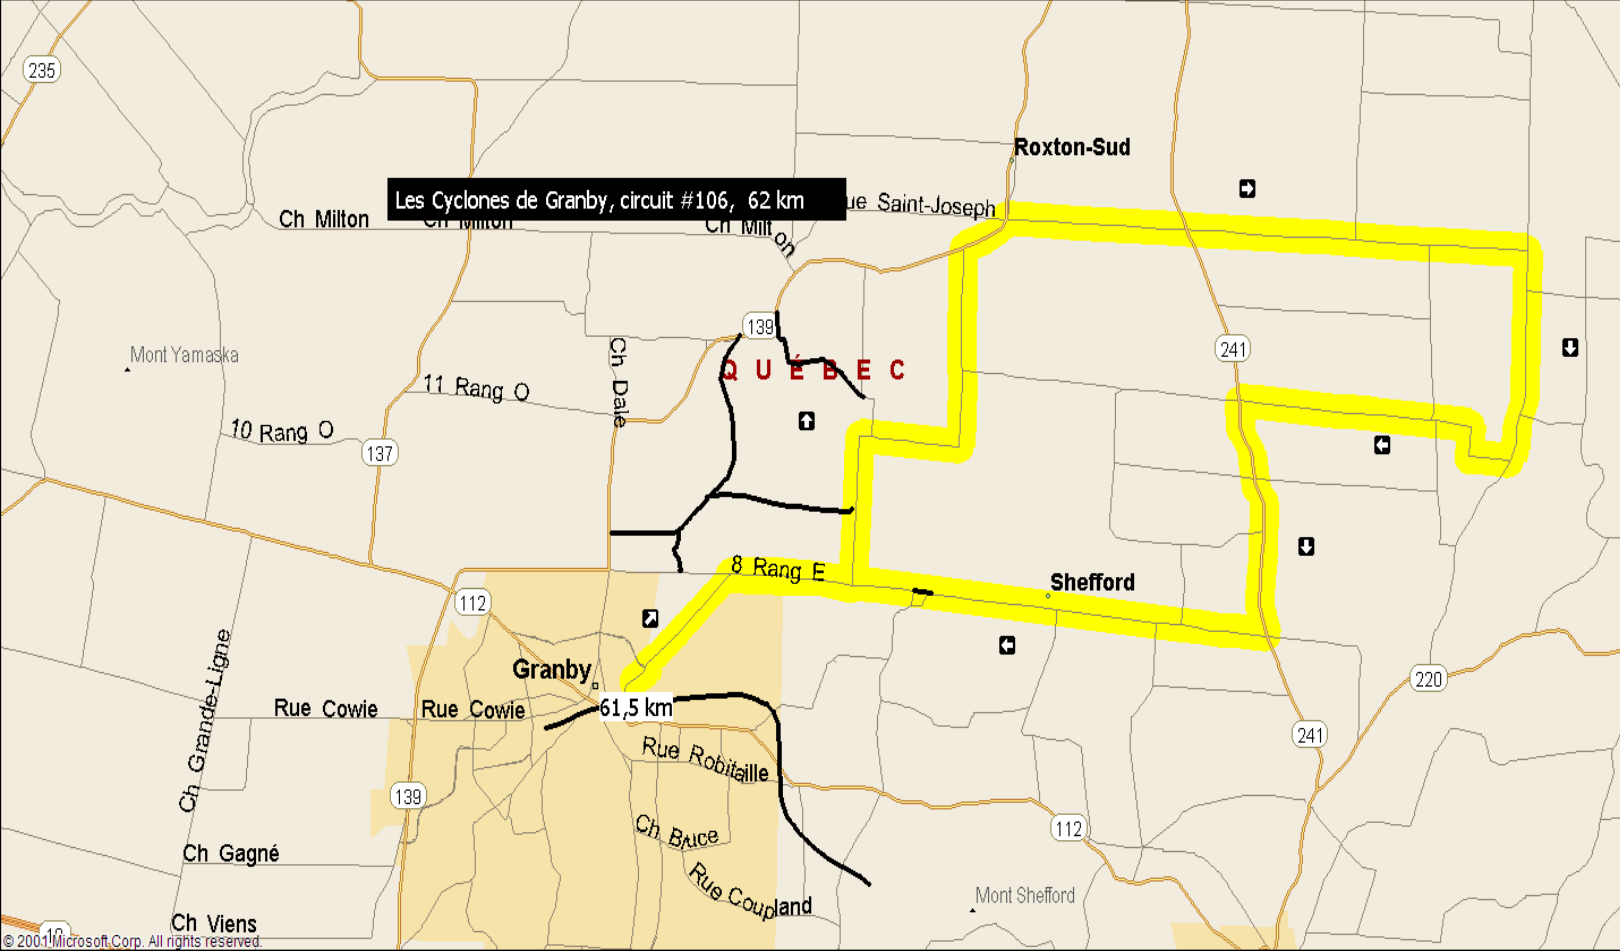 235
Roxton-Sud
Les Cyclones de Granby, circuit #106, 62 km
ue Saint-Joseph
Ch Milton
Ch Milton
Ch Milton
139
241
Mont Yamaska
QUÉBEC
Ch Dale
11 Rang O
10 Rang O
137
8 Rang E
Shefford
112
Granby
220
Rue Cowie
Rue Cowie
61,5 km
241
Ch Grande-Ligne
Rue Robitaille
139
112
Ch Bruce
Ch Gagné
Rue Coupland
Mont Shefford
Ch Viens
10
© 2001 Microsoft Corp. All rights reserved.